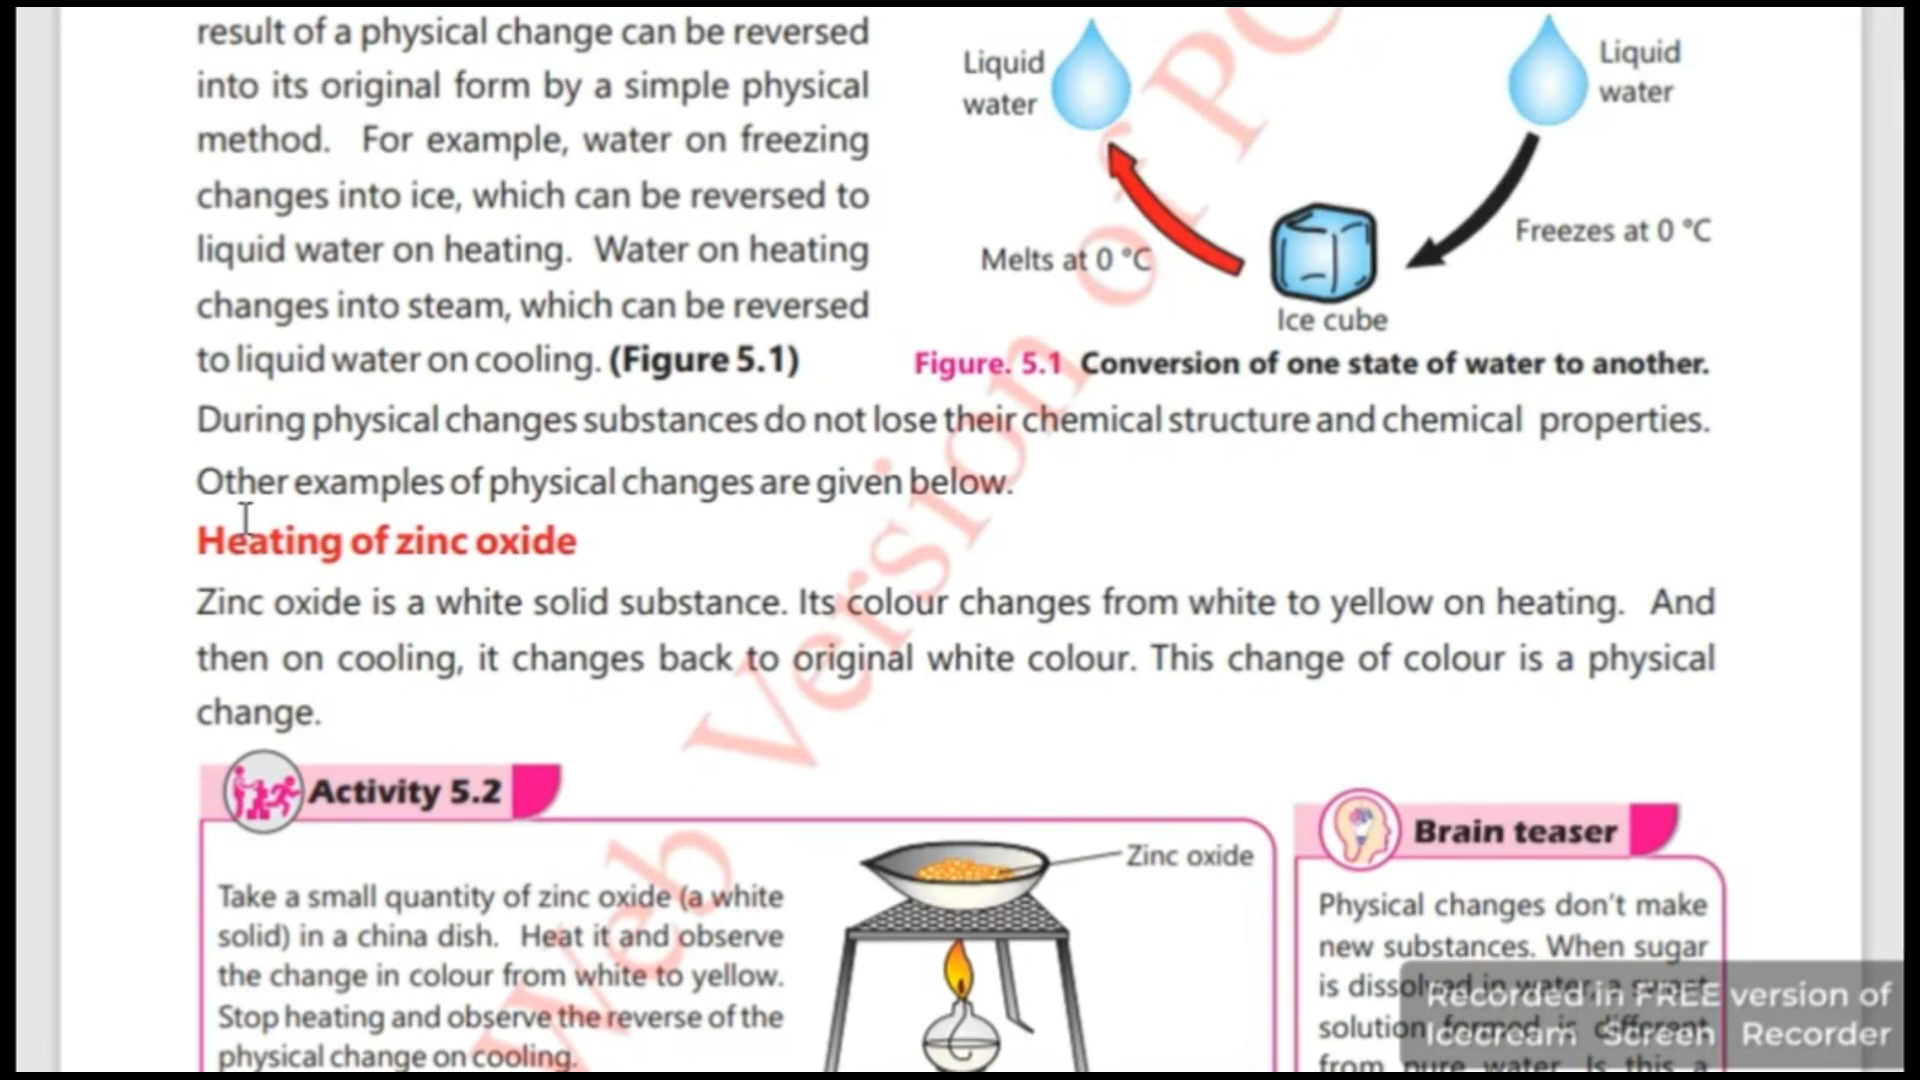 result of a physical change can be reversed
into its original form by a simple physical
method. For example, water on freezing
changes into ice, which can be reversed to
liquid water on heating. Water on heating
changes into steam, which can be reversed
to liquid water on cooling. (Figure 5.1)
Liquid
water
Liquid
water
Melts at 0 °C
Freezes at 0 °C
Ice cube
Figure. 5.1 Conversion of one state of water to another.
During physical changes substances do not lose their chemical structure and chemical properties.
Other examples of physical changes are given below.
Heating of zinc oxide
Zinc oxide is a white solid substance. Its colour changes from white to yellow on heating. And
then on cooling, it changes back to original white colour. This change of colour is a physical
change.
Activity 5.2
Take a small quantity of zinc oxide (a white
solid) in a china dish. Heat it and observe
the change in colour from white to yellow.
Stop heating and observe the reverse of the
physical change on cooling.
Zinc oxide
Brain teaser
Physical changes don't make
new substances. When sugar
is dissolved in water, a sweet
solution formed is different
from pure water. Is this a
Web Version of PC
Recorded in FREE version of
Icecream Screen Recorder